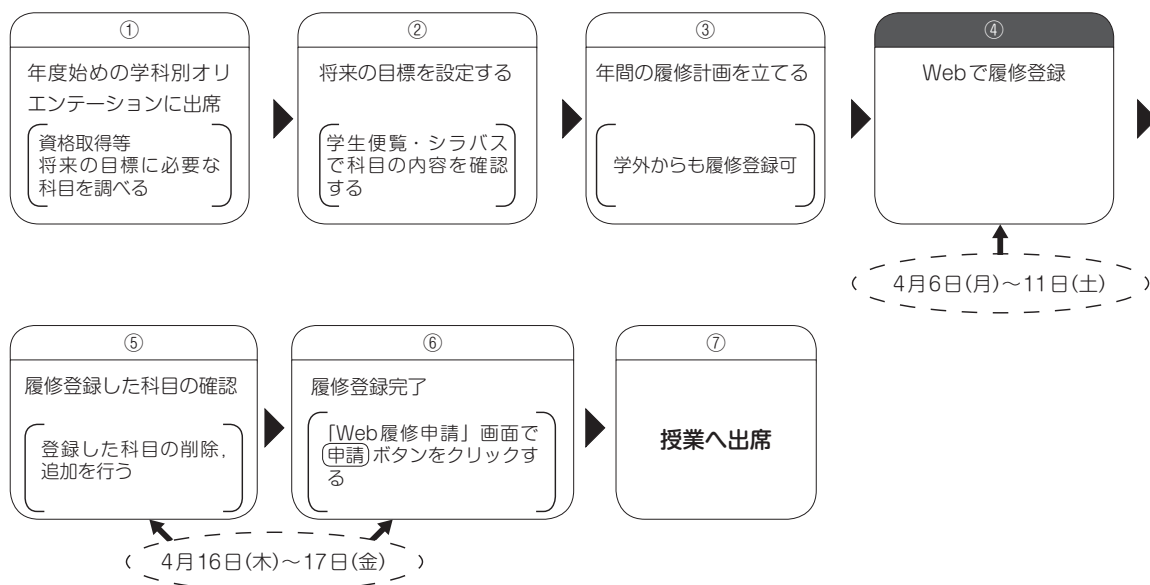 ①
年度始めの学科別オリ
エンテーションに出席
資格取得等
将来の目標に必要な
科目を調べる
②
将来の目標を設定する
学生便覧・シラバス
で科目の内容を確認
する
③
年間の履修計画を立てる
学外からも履修登録可
④
Webで履修登録
4月6日(月)～11日(土)
⑤
履修登録した科目の確認
登録した科目の削除,
追加を行う
⑥
履修登録完了
「Web履修申請」画面で
申請ボタンをクリックす
る
⑦
授業へ出席
4月16日(木)～17日(金)